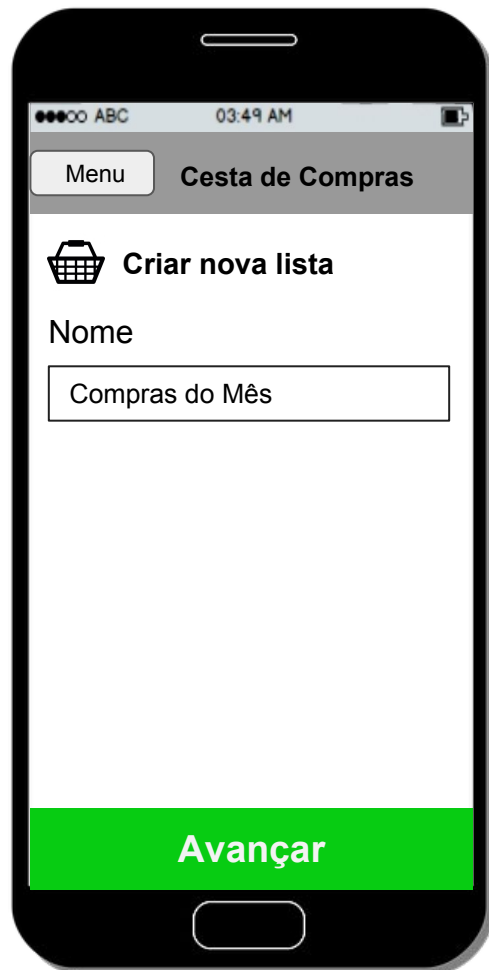 ABC 03:49 AM
Menu Cesta de Compras
Criar nova lista
Nome
Compras do Mês
Avançar